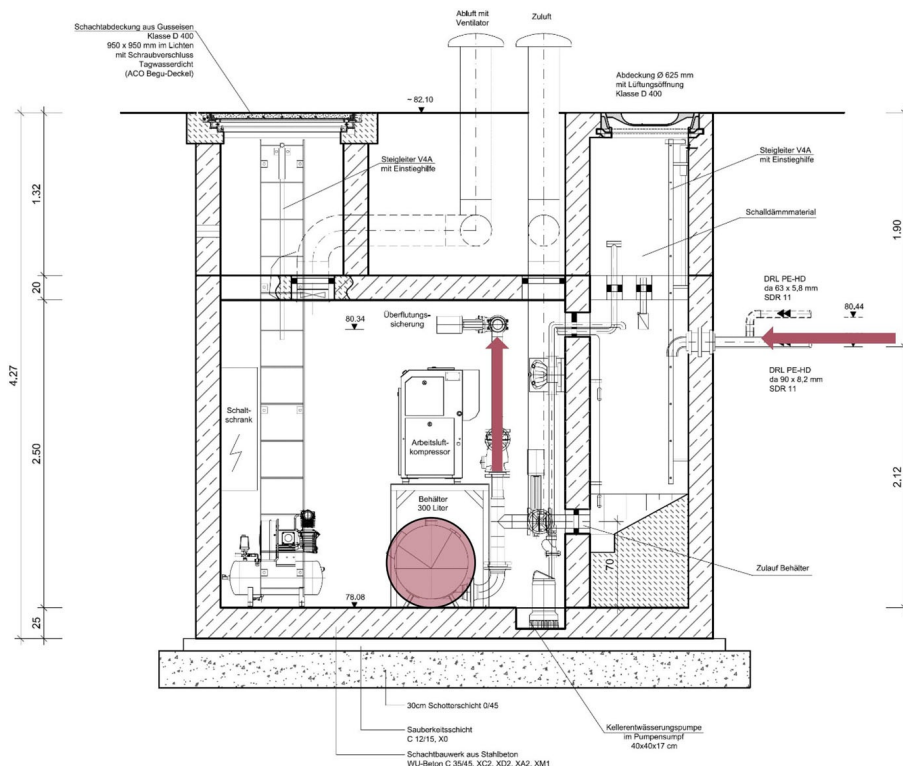 Schachtabdeckung aus Gusseisen
Klasse D 400
950 x 950 mm im Lichten
mit Schraubverschluss
Tagwasserdicht
(ACO Begu-Deckel)
Abluft mit
Ventilator
Zuluft
Abdeckung Ø 625 mm
mit Lüftungsöffnung
Klasse D 400
~ 82.10
Steigleiter V4A
mit Einstieghilfe
Steigleiter V4A
mit Einstieghilfe
Schalldämmmaterial
1.32
1.90
20
DRL PE-HD
da 63 x 5,8 mm
SDR 11
80.44
80.34
Überflutungs-
sicherung
DRL PE-HD
da 90 x 8,2 mm
SDR 11
4.27
Schalt-
schrank
2.50
Arbeitsluft-
kompressor
2.12
Behälter
300 Liter
70
Zulauf Behälter
78.08
25
30cm Schotterschicht 0/45
Sauberkeitsschicht
C 12/15, X0
Kellerentwässerungspumpe
im Pumpensumpf
40x40x17 cm
Schachtbauwerk aus Stahlbeton
WU-Beton C 35/45, XC2, XD2, XA2, XM1